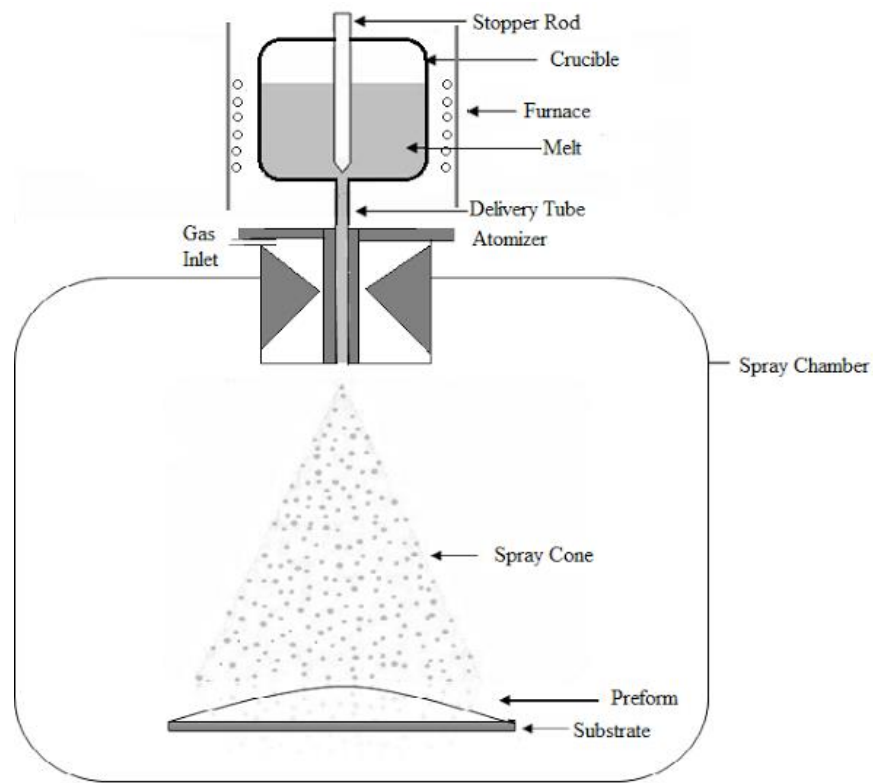 Stopper Rod
Crucible
Furnace
Melt
Delivery Tube
Gas
Inlet
Atomizer
Spray Chamber
Spray Cone
Preform
Substrate